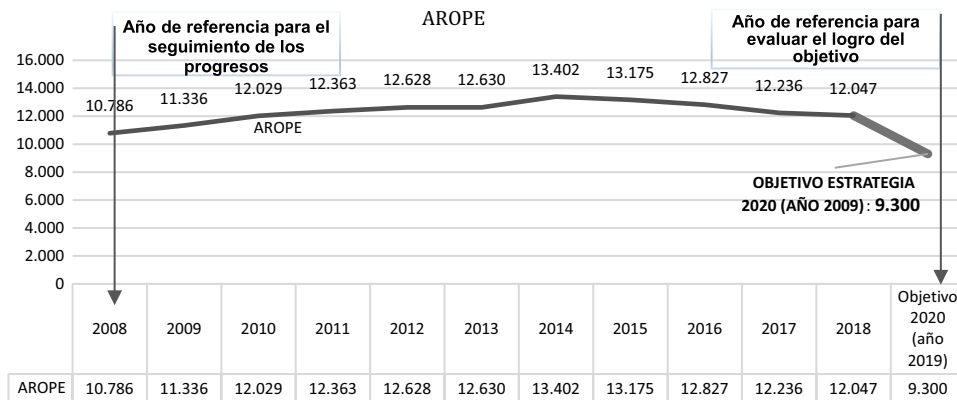 AROPE
Año de referencia para el
seguimiento de los
progresos
Año de referencia para
evaluar el logro del
objetivo
16.000
14.000
12.000
10.000
8.000
6.000
4.000
2.000
0
10.786
11.336
12.029
12.363
12.628
12.630
13.402
13.175
12.827
12.236
12.047
AROPE
OBJETIVO ESTRATEGIA
2020 (AÑO 2009) : 9.300
2008 2009 2010 2011 2012 2013 2014 2015 2016 2017 2018
Objetivo
2020
(año
2019)
AROPE 10.786 11.336 12.029 12.363 12.628 12.630 13.402 13.175 12.827 12.236 12.047 9.300